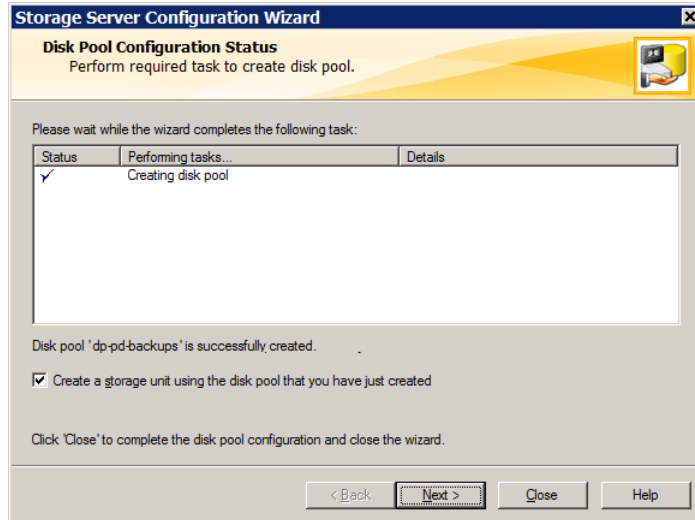 Storage Server Configuration Wizard
Disk Pool Configuration Status
Perform required task to create disk pool.
Please wait while the wizard completes the following task:
Status Performing tasks... Details
Creating disk pool
Disk pool 'dp-pd-backups' is successfully created.
Create a storage unit using the disk pool that you have just created
Click 'Close' to complete the disk pool configuration and close the wizard.
< Back Next > Close Help